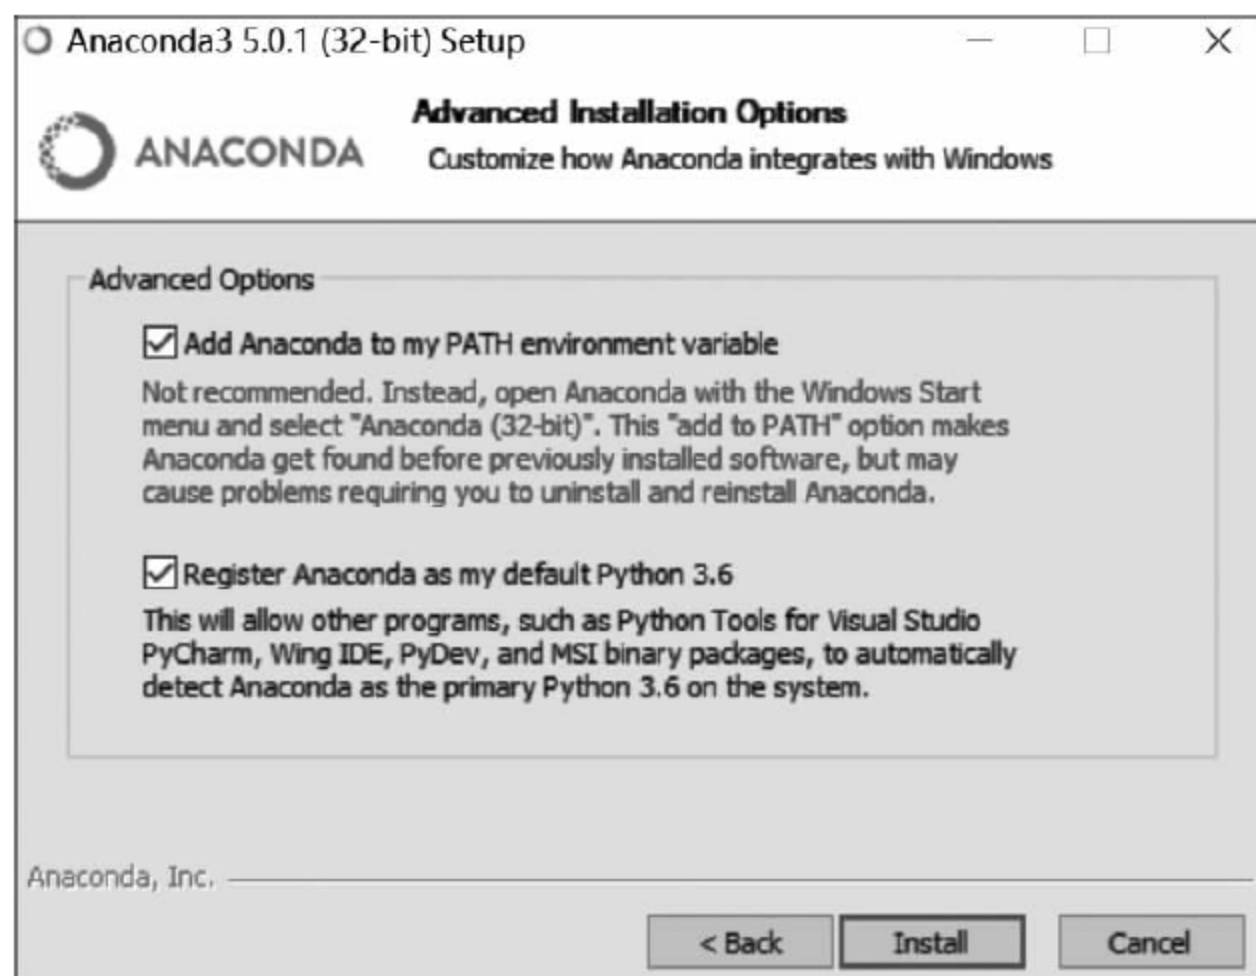 Anaconda3 5.0.1 (32-bit) Setup
ANACONDA
Advanced Installation Options
Customize how Anaconda integrates with Windows
Advanced Options
Add Anaconda to my PATH environment variable
Not recommended. Instead, open Anaconda with the Windows Start
menu and select "Anaconda (32-bit)". This "add to PATH" option makes
Anaconda get found before previously installed software, but may
cause problems requiring you to uninstall and reinstall Anaconda.
Register Anaconda as my default Python 3.6
This will allow other programs, such as Python Tools for Visual Studio
PyCharm, Wing IDE, PyDev, and MSI binary packages, to automatically
detect Anaconda as the primary Python 3.6 on the system.
Anaconda, Inc.
< Back Install Cancel